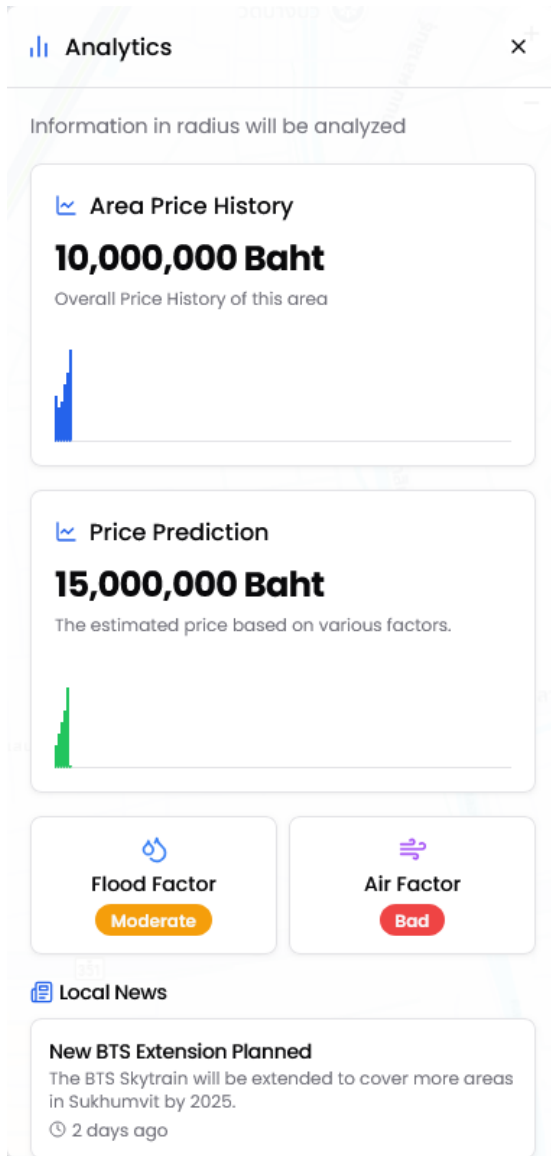 Analytics
Information in radius will be analyzed
Area Price History
10,000,000 Baht
Overall Price History of this area
Price Prediction
15,000,000 Baht
The estimated price based on various factors.
Flood Factor
Moderate
Air Factor
Bad
Local News
New BTS Extension Planned
The BTS Skytrain will be extended to cover more areas
in Sukhumvit by 2025.
2 days ago